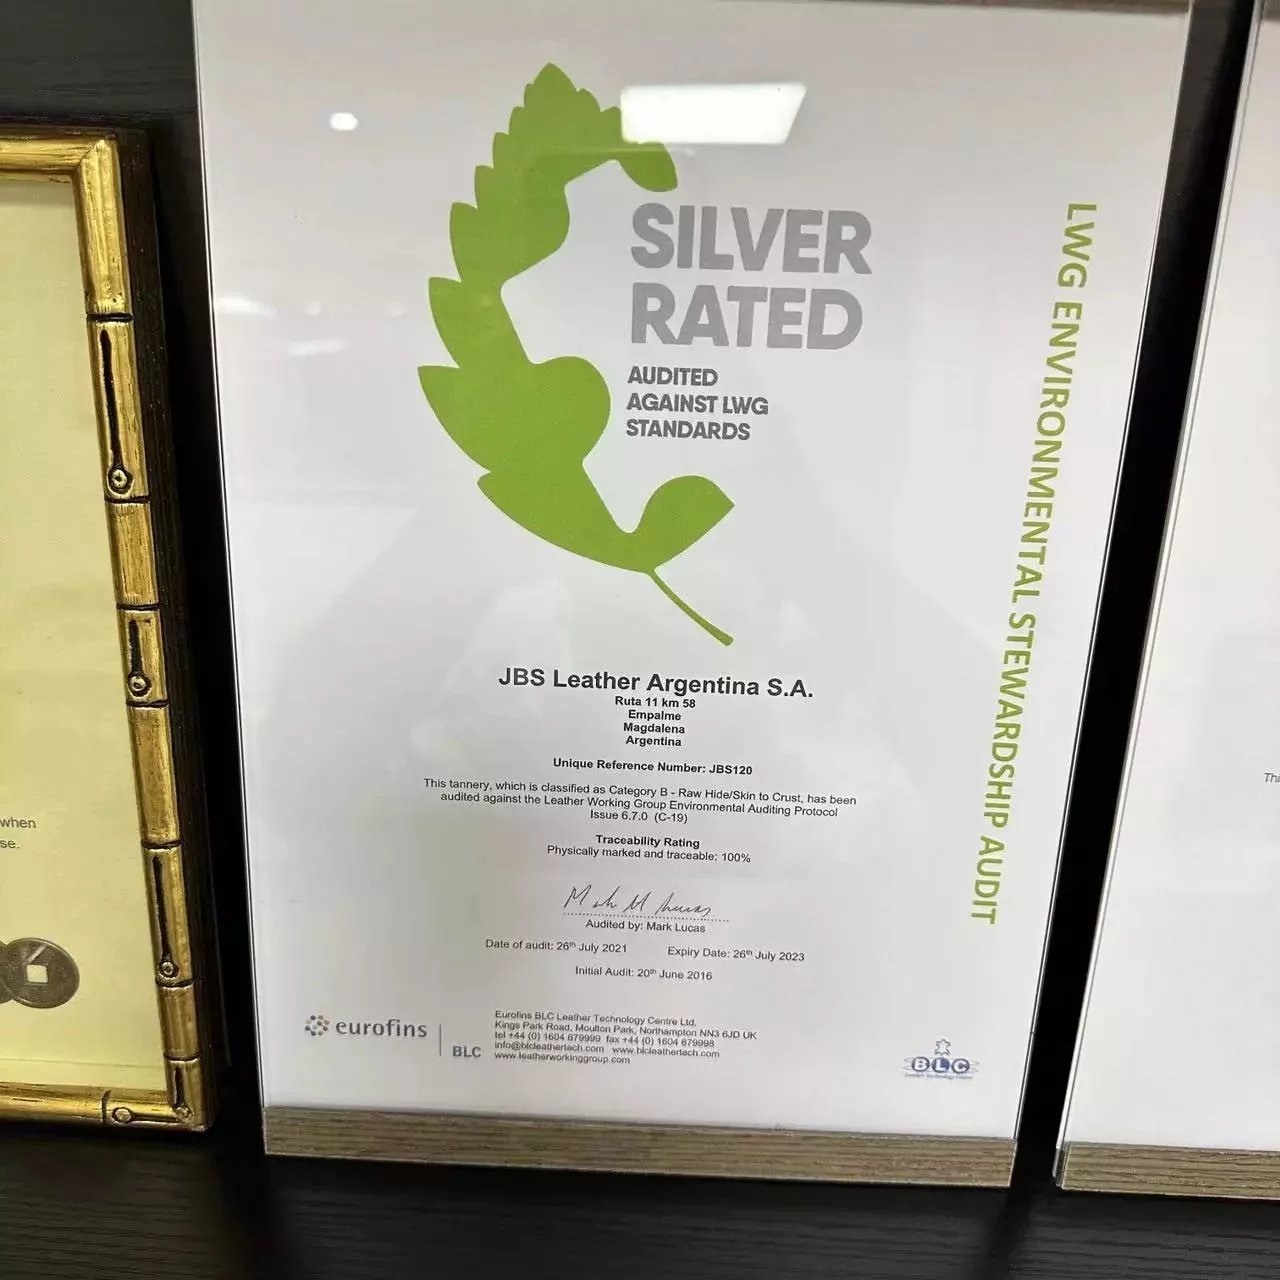 SILVER
RATED
AUDITED
AGAINST LWG
STANDARDS
LWG ENVIRONMENTAL STEWARDSHIP AUDIT
JBS Leather Argentina S.A.
Ruta 11 km 58
Empalme
Magdalena
Argentina
Unique Reference Number: JBS120
This tannery, which is classified as Category B - Raw Hide/Skin to Crust, has been
audited against the Leather Working Group Environmental Auditing Protocol
Issue 6.7.0 (C-19)
Traceability Rating
Physically marked and traceable: 100%
Audited by: Mark Lucas
Date of audit: 26th July 2021 Expiry Date: 26th July 2023
Initial Audit: 20th June 2016
eurofins
BLC
Eurofins BLC Leather Technology Centre Ltd,
Kings Park Road, Moulton Park, Northampton NN3 6JD UK
tel +44 (0) 1604 679999 fax +44 (0) 1604 679998
info@blcleathertech.com www.blcleathertech.com
www.leatherworkinggroup.com
BLC
Leather Technology Centre
when
se.
Thi